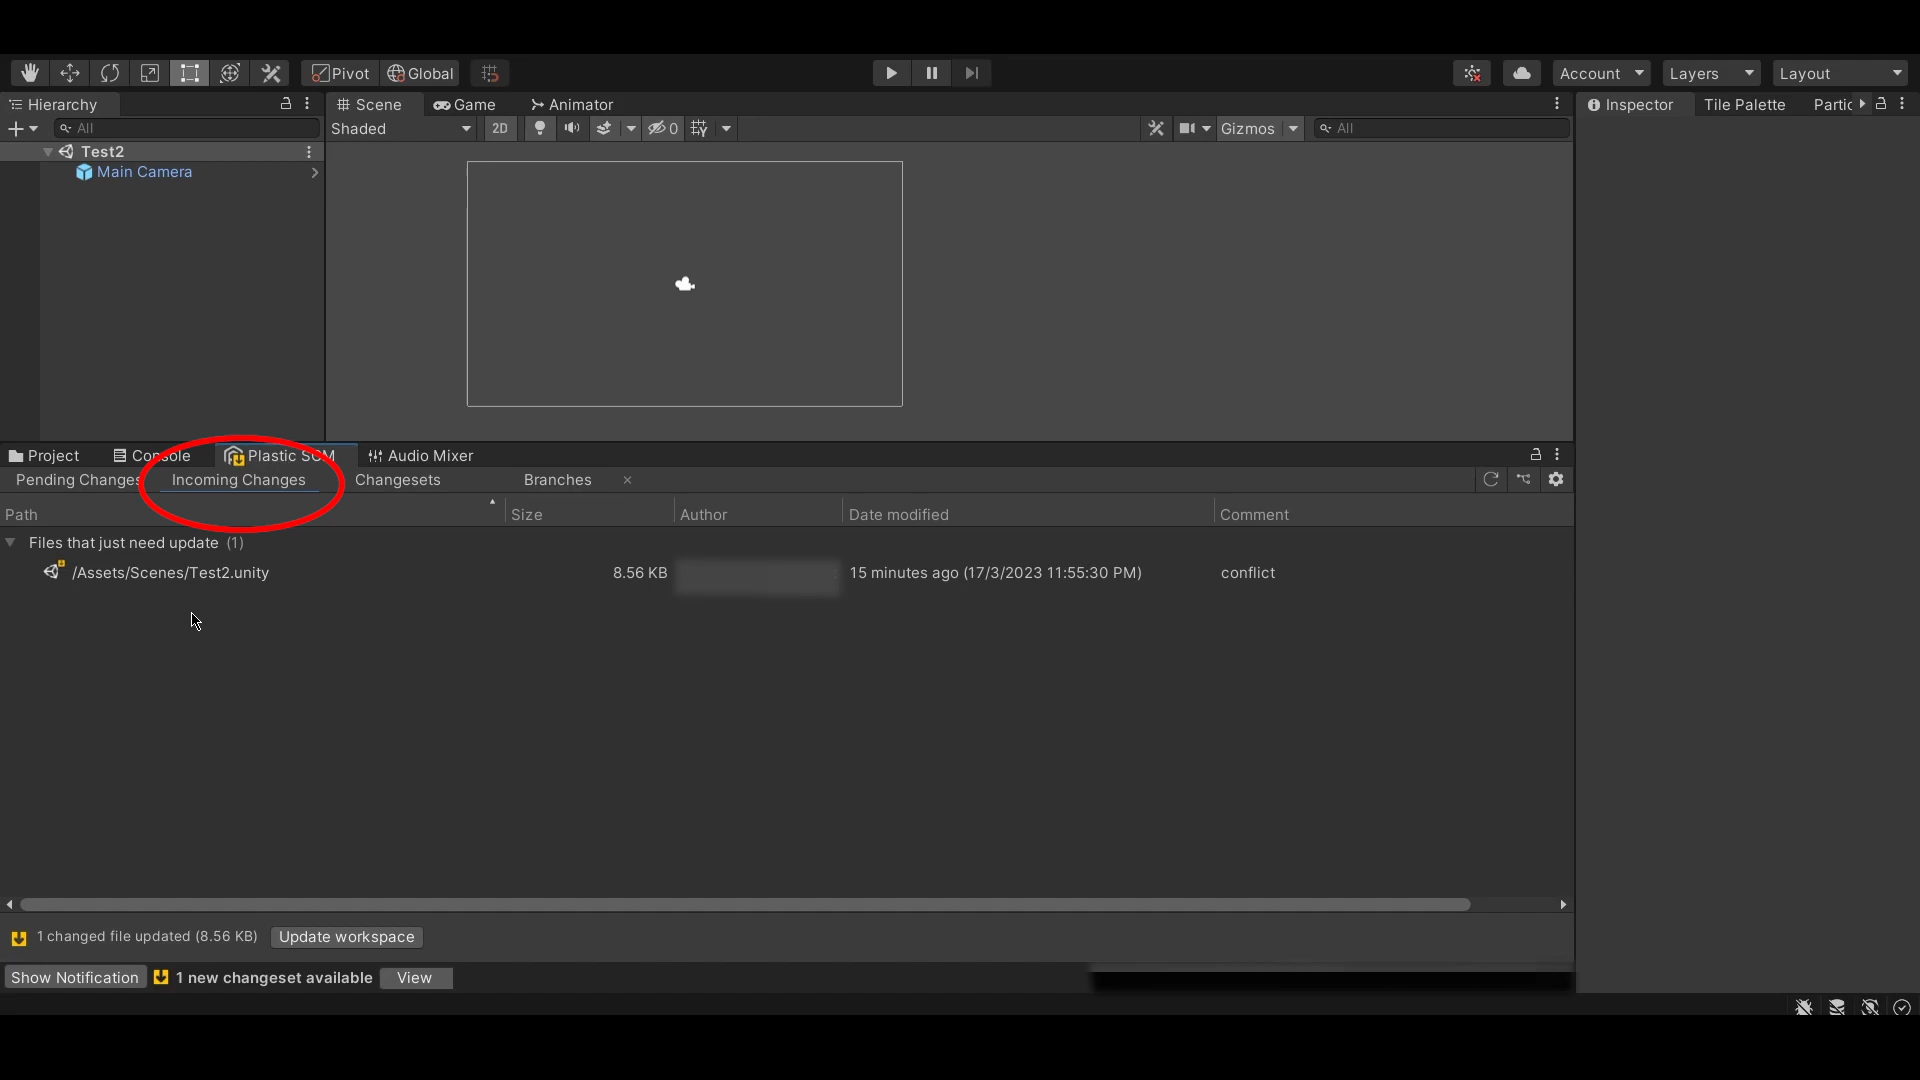 Pivot Global Account Layers Layout
Hierarchy Scene Game Animator Inspector Tile Palette Partic
All Shaded 2D 0 Gizmos All
Test2
Main Camera
Project Console Plastic SCM Audio Mixer
Pending Changes Incoming Changes Changesets Branches ×
Path Size Author Date modified Comment
Files that just need update (1)
/Assets/Scenes/Test2.unity 8.56 KB 15 minutes ago (17/3/2023 11:55:30 PM) conflict
1 changed file updated (8.56 KB) Update workspace
Show Notification 1 new changeset available View